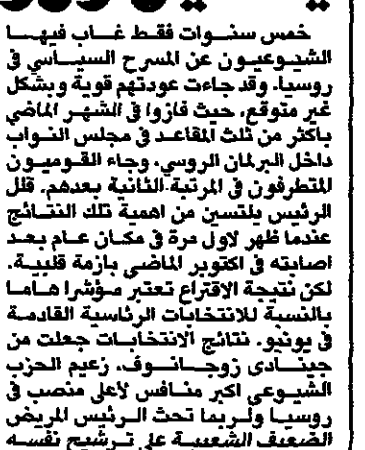 خمس سنوات فقط غاب فيها
الشيوعيون عن المسرح السياسي في
روسيا. وقد جاءت عودتهم قوية وبشكل
غير متوقع، حيث فازوا في الشهر الماضي
باكثر من ثلث المقاعد في مجلس النواب
داخل البرلمان الروسي، وجاء القوميون
المتطرفون في المرتبة الثانية بعدهم. قلل
الرئيس يلتسين من اهمية تلك النتائج
عندما ظهر لاول مرة في مكان عام بعد
اصابته في اكتوبر الماضي بازمة قلبية.
لكن نتيجة الاقتراع تعتبر مؤشرا هاما
بالنسبة للانتخابات الرئاسية القادمة
في يونيو. نتائج الانتخابات جعلت من
جينادى زوجانوف، زعيم الحزب
الشيوعي اكبر منافس لأعلى منصب في
روسيا ولربما تحث الرئيس المريض
الضعيف الشعبية على ترشيح نفسه